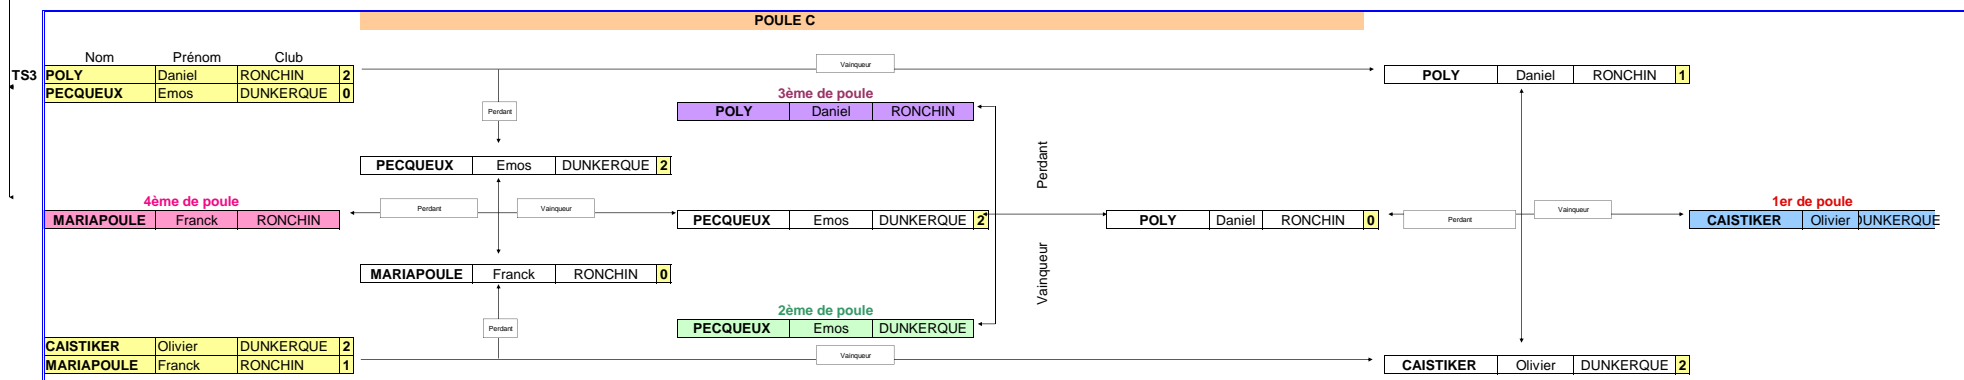 POULE C
Nom Prénom Club
Vainqueur
TS3 POLY Daniel RONCHIN 2
POLY Daniel RONCHIN 1
PECQUEUX Emos DUNKERQUE 0
3ème de poule
Perdant
POLY Daniel RONCHIN
Perdant
PECQUEUX Emos DUNKERQUE 2
4ème de poule
1er de poule
MARIAPOULE Franck RONCHIN
Perdant
Vainqueur
PECQUEUX Emos DUNKERQUE 2
POLY Daniel RONCHIN 0
Perdant
Vainqueur
CAISTIKER Olivier DUNKERQUE
Vainqueur
MARIAPOULE Franck RONCHIN 0
2ème de poule
Perdant
PECQUEUX Emos DUNKERQUE
CAISTIKER Olivier DUNKERQUE 2
Vainqueur
MARIAPOULE Franck RONCHIN 1
CAISTIKER Olivier DUNKERQUE 2